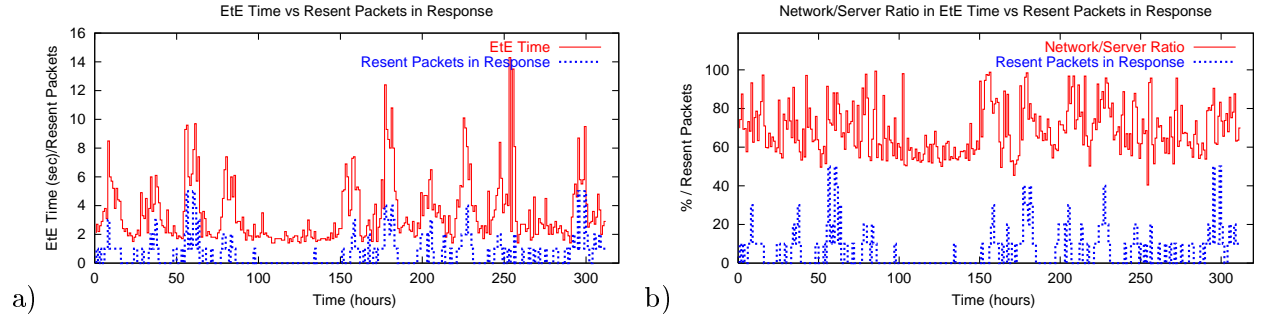 EtE Time vs Resent Packets in Response
EtE Time (sec)/Resent Packets
16
14
12
10
8
6
4
2
0
EtE Time
Resent Packets in Response
0 50 100 150 200 250 300
Time (hours)
a)
Network/Server Ratio in EtE Time vs Resent Packets in Response
% / Resent Packets
100
80
60
40
20
0
Network/Server Ratio
Resent Packets in Response
0 50 100 150 200 250 300
Time (hours)
b)